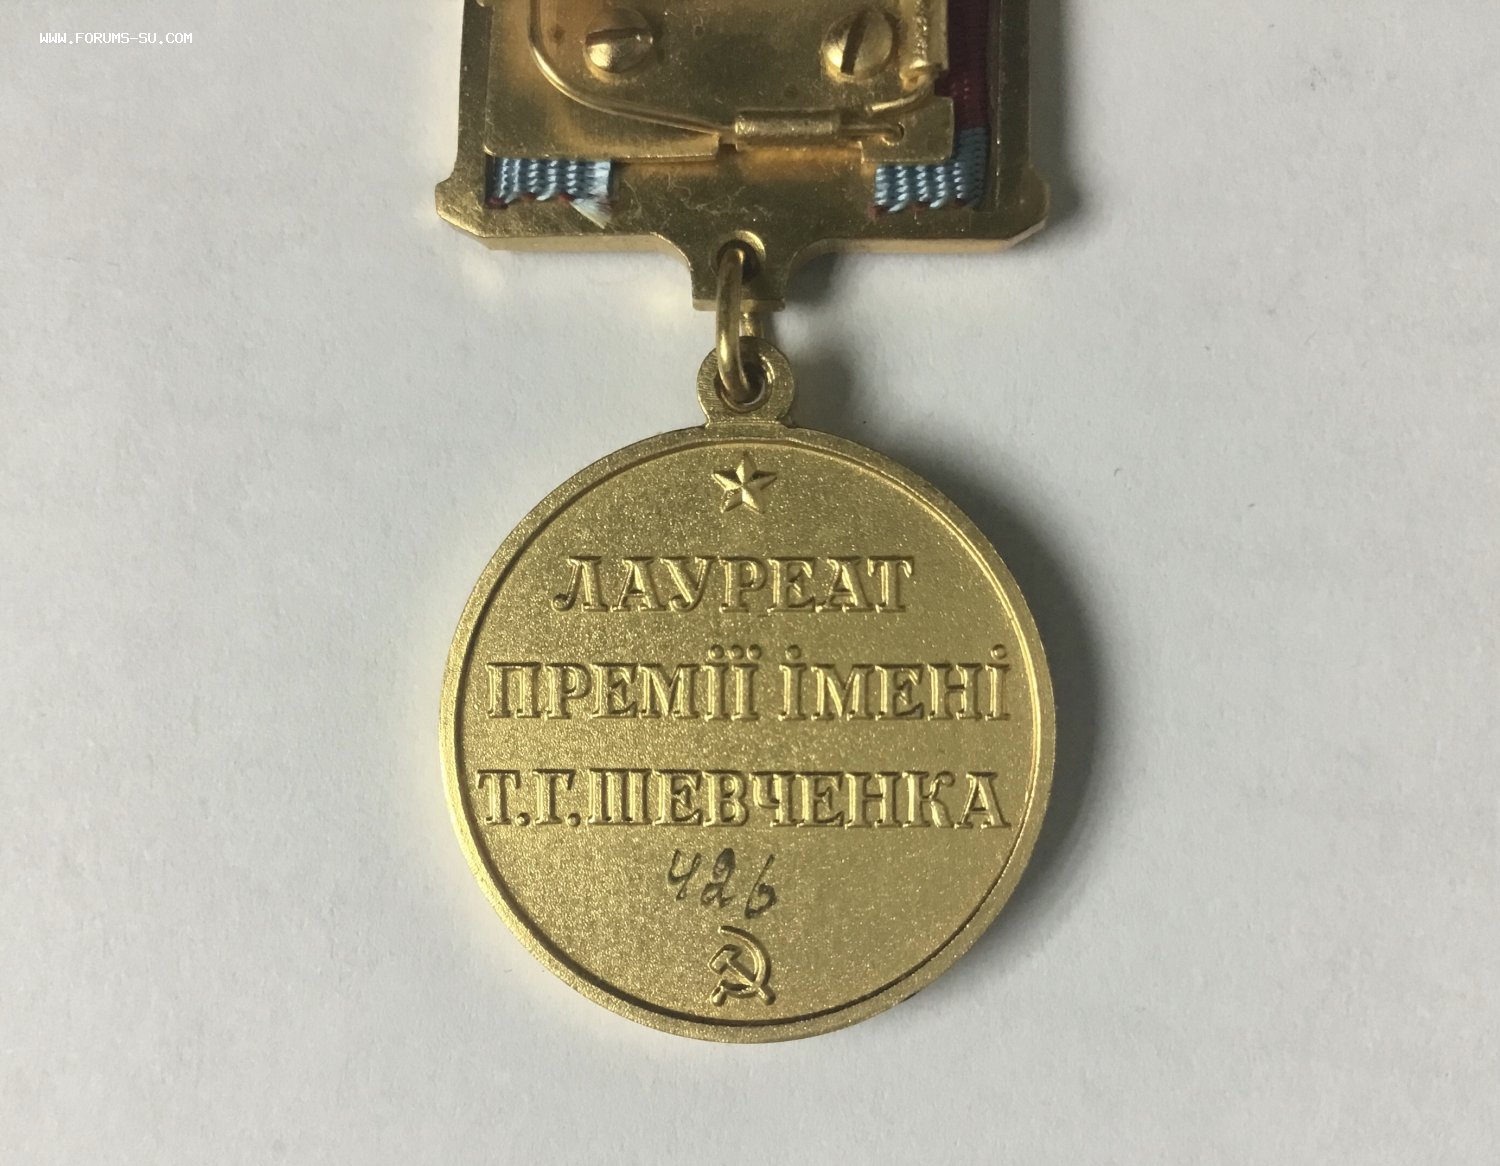 WWW.FORUMS-SU.COM
ЛАУРЕАТ
ПРЕМІЇ ІМЕНІ
Т.Г.ШЕВЧЕНКА
426